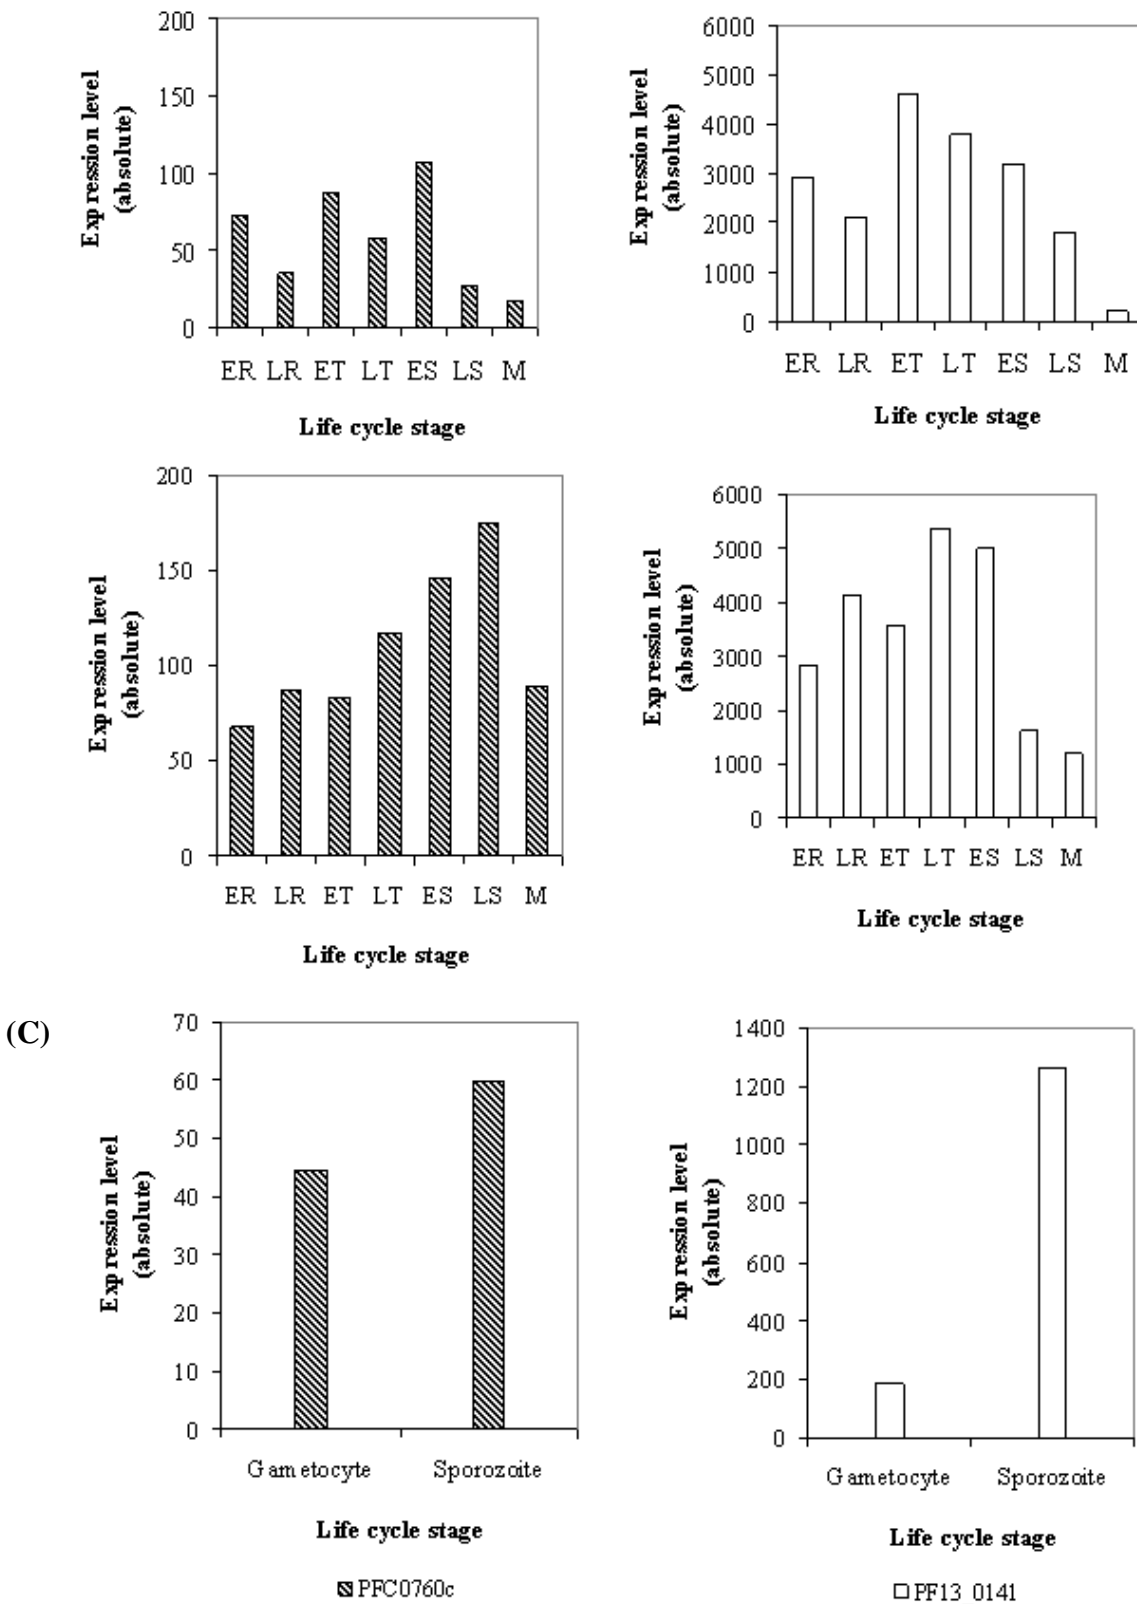 200
150
100
50
0
Expression level
(absolute)
ER LR ET LT ES LS M
Life cycle stage
6000
5000
4000
3000
2000
1000
0
Expression level
(absolute)
ER LR ET LT ES LS M
Life cycle stage
200
150
100
50
0
Expression level
(absolute)
ER LR ET LT ES LS M
Life cycle stage
6000
5000
4000
3000
2000
1000
0
Expression level
(absolute)
ER LR ET LT ES LS M
Life cycle stage
(C)
70
60
50
40
30
20
10
0
Expression level
(absolute)
Gametocyte Sporozoite
Life cycle stage
PFC0760c
1400
1200
1000
800
600
400
200
0
Expression level
(absolute)
Gametocyte Sporozoite
Life cycle stage
PF13_0141